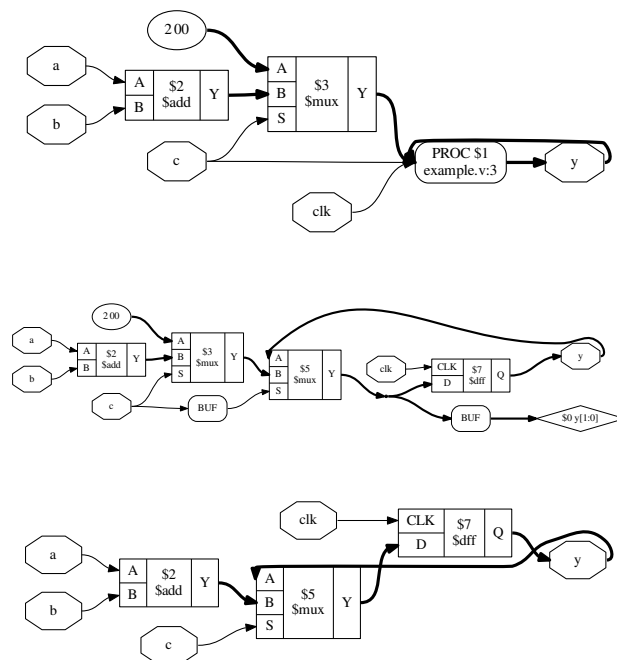 200
a
b
A
B
$2
$add
Y
A
B
S
$3
$mux
Y
c
clk
PROC $1
example.v:3
y
200
a
b
A
B
$2
$add
Y
A
B
S
$3
$mux
Y
c
BUF
A
B
S
$5
$mux
Y
clk
CLK
D
$7
$dff
Q
y
BUF
$0 y[1:0]
clk
CLK
D
$7
$dff
Q
a
b
A
B
$2
$add
Y
A
B
S
$5
$mux
Y
y
c